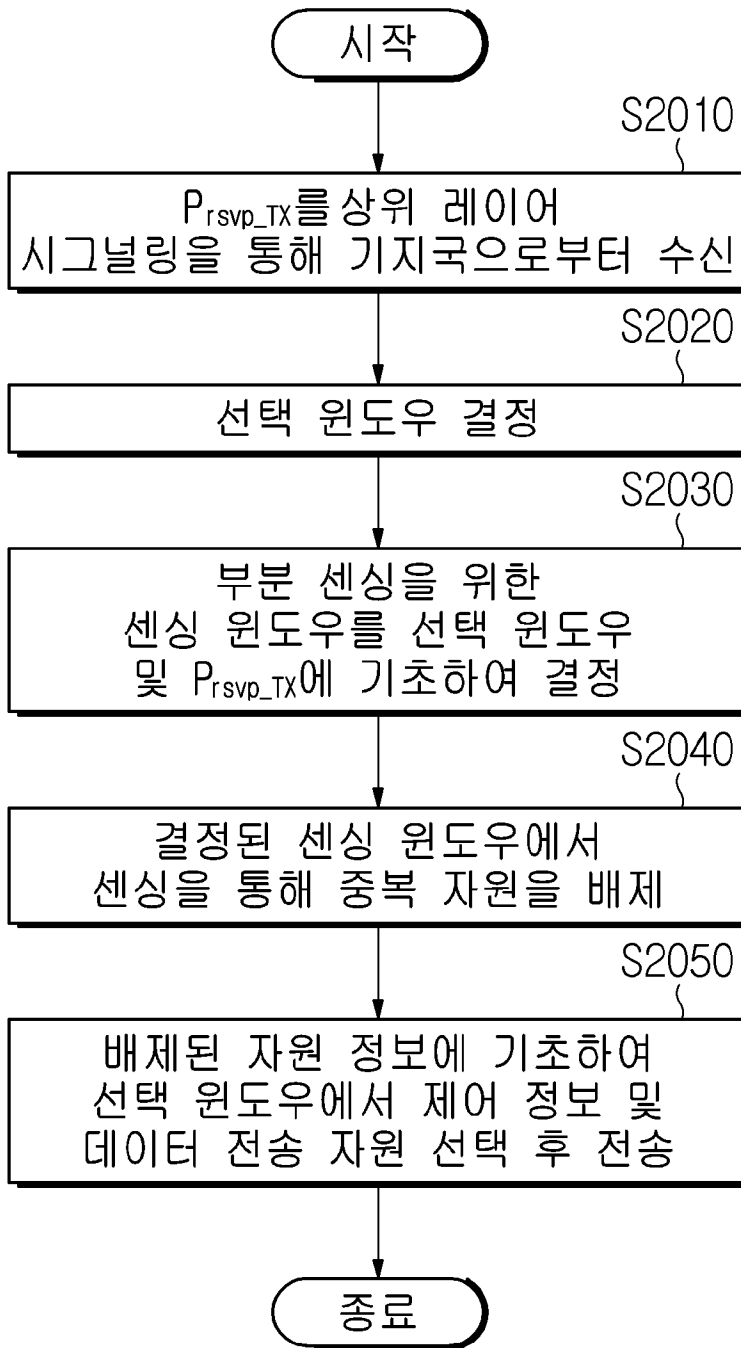 시작
S2010
Prsvp_TX를 상위 레이어
시그널링을 통해 기지국으로부터 수신
S2020
선택 윈도우 결정
S2030
부분 센싱을 위한
센싱 윈도우를 선택 윈도우
및 Prsvp_TX에 기초하여 결정
S2040
결정된 센싱 윈도우에서
센싱을 통해 중복 자원을 배제
S2050
배제된 자원 정보에 기초하여
선택 윈도우에서 제어 정보 및
데이터 전송 자원 선택 후 전송
종료